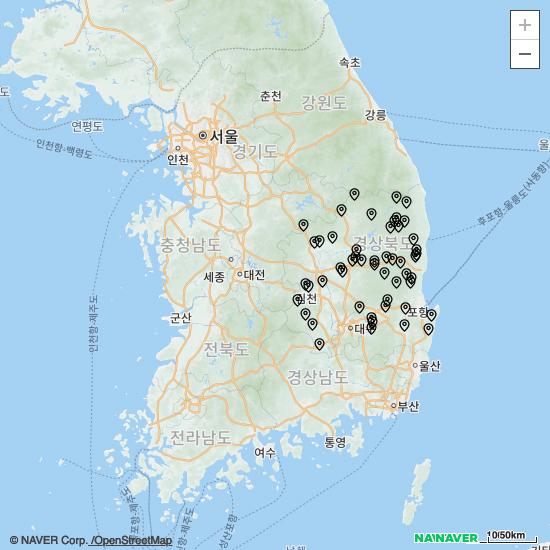 +
−
속초
춘천
강원도
강릉
연평도
서울
인천
경기도
인천항-백령도
울
후포항-울릉도(사동항)
경상북도
충청남도
세종
대전
인천항-제주도
군산
포항
대
전북도
경상남도
울산
부산
전라남도
통영
여수
© NAVER Corp. /OpenStreetMap
NAVER
10/50km